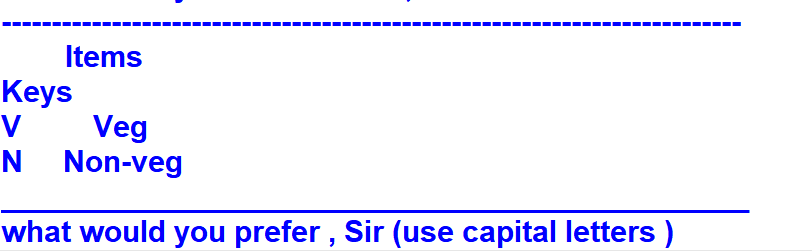 --------------------------------------------------------------------------
Items
Keys
V Veg
N Non-veg
what would you prefer , Sir (use capital letters )